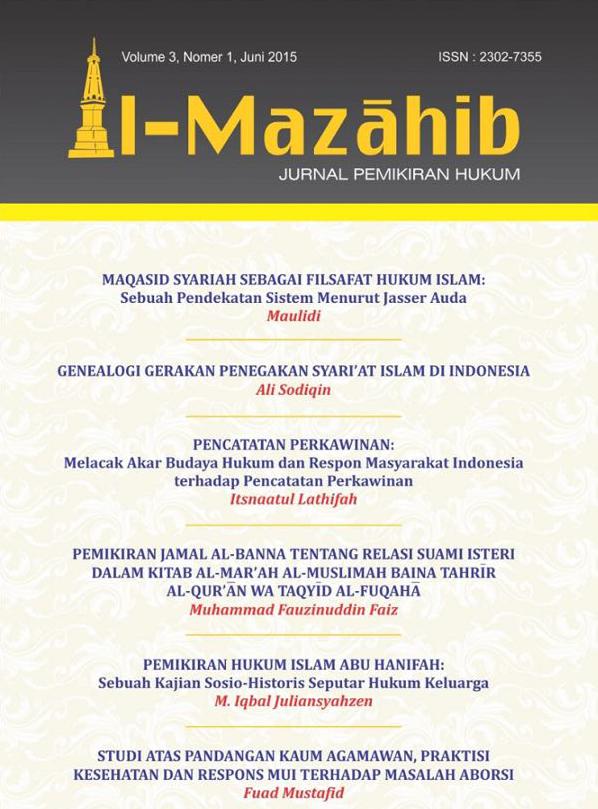 Volume 3, Nomer 1, Juni 2015
ISSN : 2302-7355
Al-Mazāhib
JURNAL PEMIKIRAN HUKUM
MAQASID SYARIAH SEBAGAI FILSAFAT HUKUM ISLAM:
Sebuah Pendekatan Sistem Menurut Jasser Auda
Maulidi
GENEALOGI GERAKAN PENEGAKAN SYARI'AT ISLAM DI INDONESIA
Ali Sodiqin
PENCATATAN PERKAWINAN:
Melacak Akar Budaya Hukum dan Respon Masyarakat Indonesia
terhadap Pencatatan Perkawinan
Itsnaatul Lathifah
PEMIKIRAN JAMAL AL-BANNA TENTANG RELASI SUAMI ISTERI
DALAM KITAB AL-MAR'AH AL-MUSLIMAH BAINA TAHRĪR
AL-QUR'ĀN WA TAQYĪD AL-FUQAHĀ
Muhammad Fauzinuddin Faiz
PEMIKIRAN HUKUM ISLAM ABU HANIFAH:
Sebuah Kajian Sosio-Historis Seputar Hukum Keluarga
M. Iqbal Juliansyahzen
STUDI ATAS PANDANGAN KAUM AGAMAWAN, PRAKTISI
KESEHATAN DAN RESPONS MUI TERHADAP MASALAH ABORSI
Fuad Mustafid